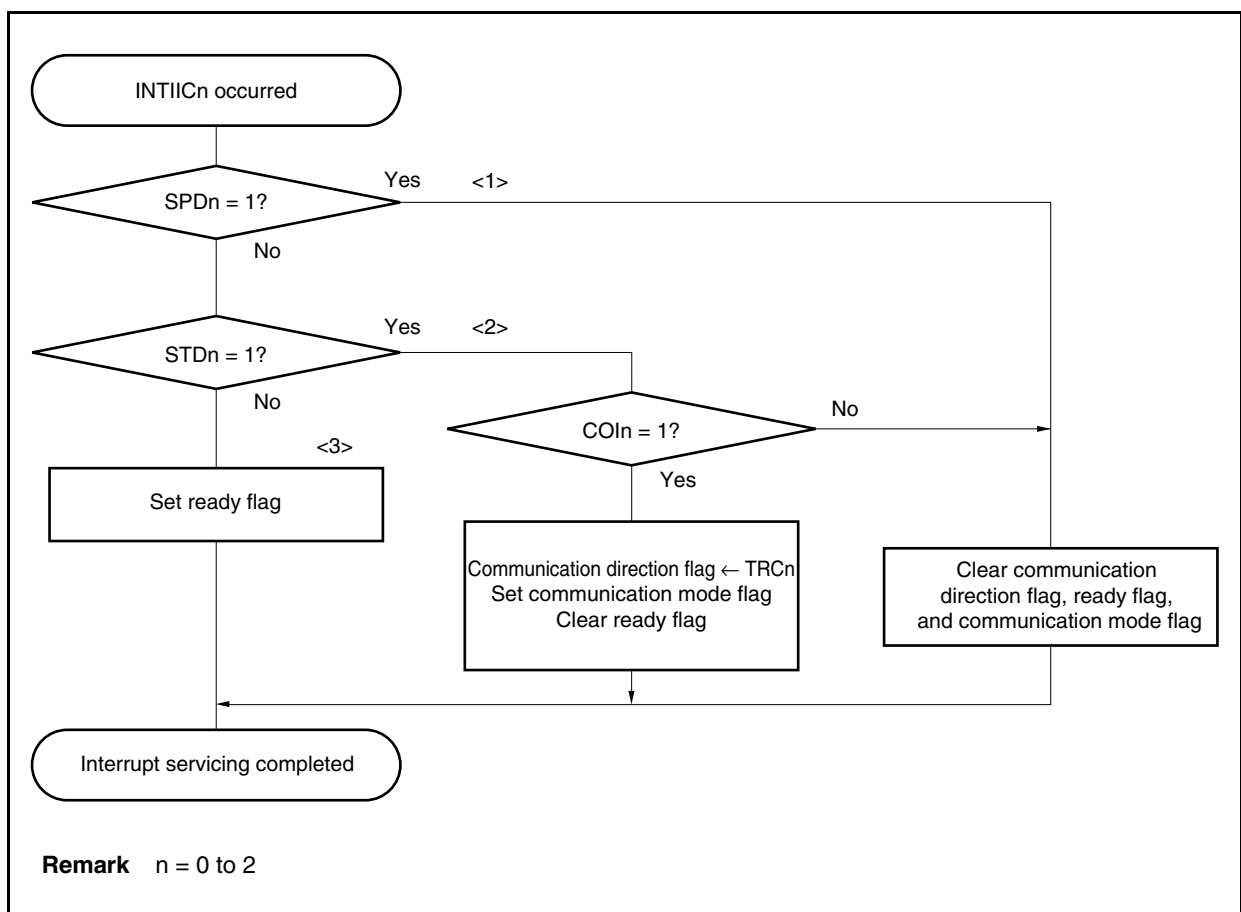 INTIICn occurred
SPDn = 1?
Yes
<1>
No
STDn = 1?
Yes
<2>
No
COIn = 1?
No
Yes
<3>
Set ready flag
Communication direction flag ← TRCn
Set communication mode flag
Clear ready flag
Clear communication
direction flag, ready flag,
and communication mode flag
Interrupt servicing completed
Remark n = 0 to 2